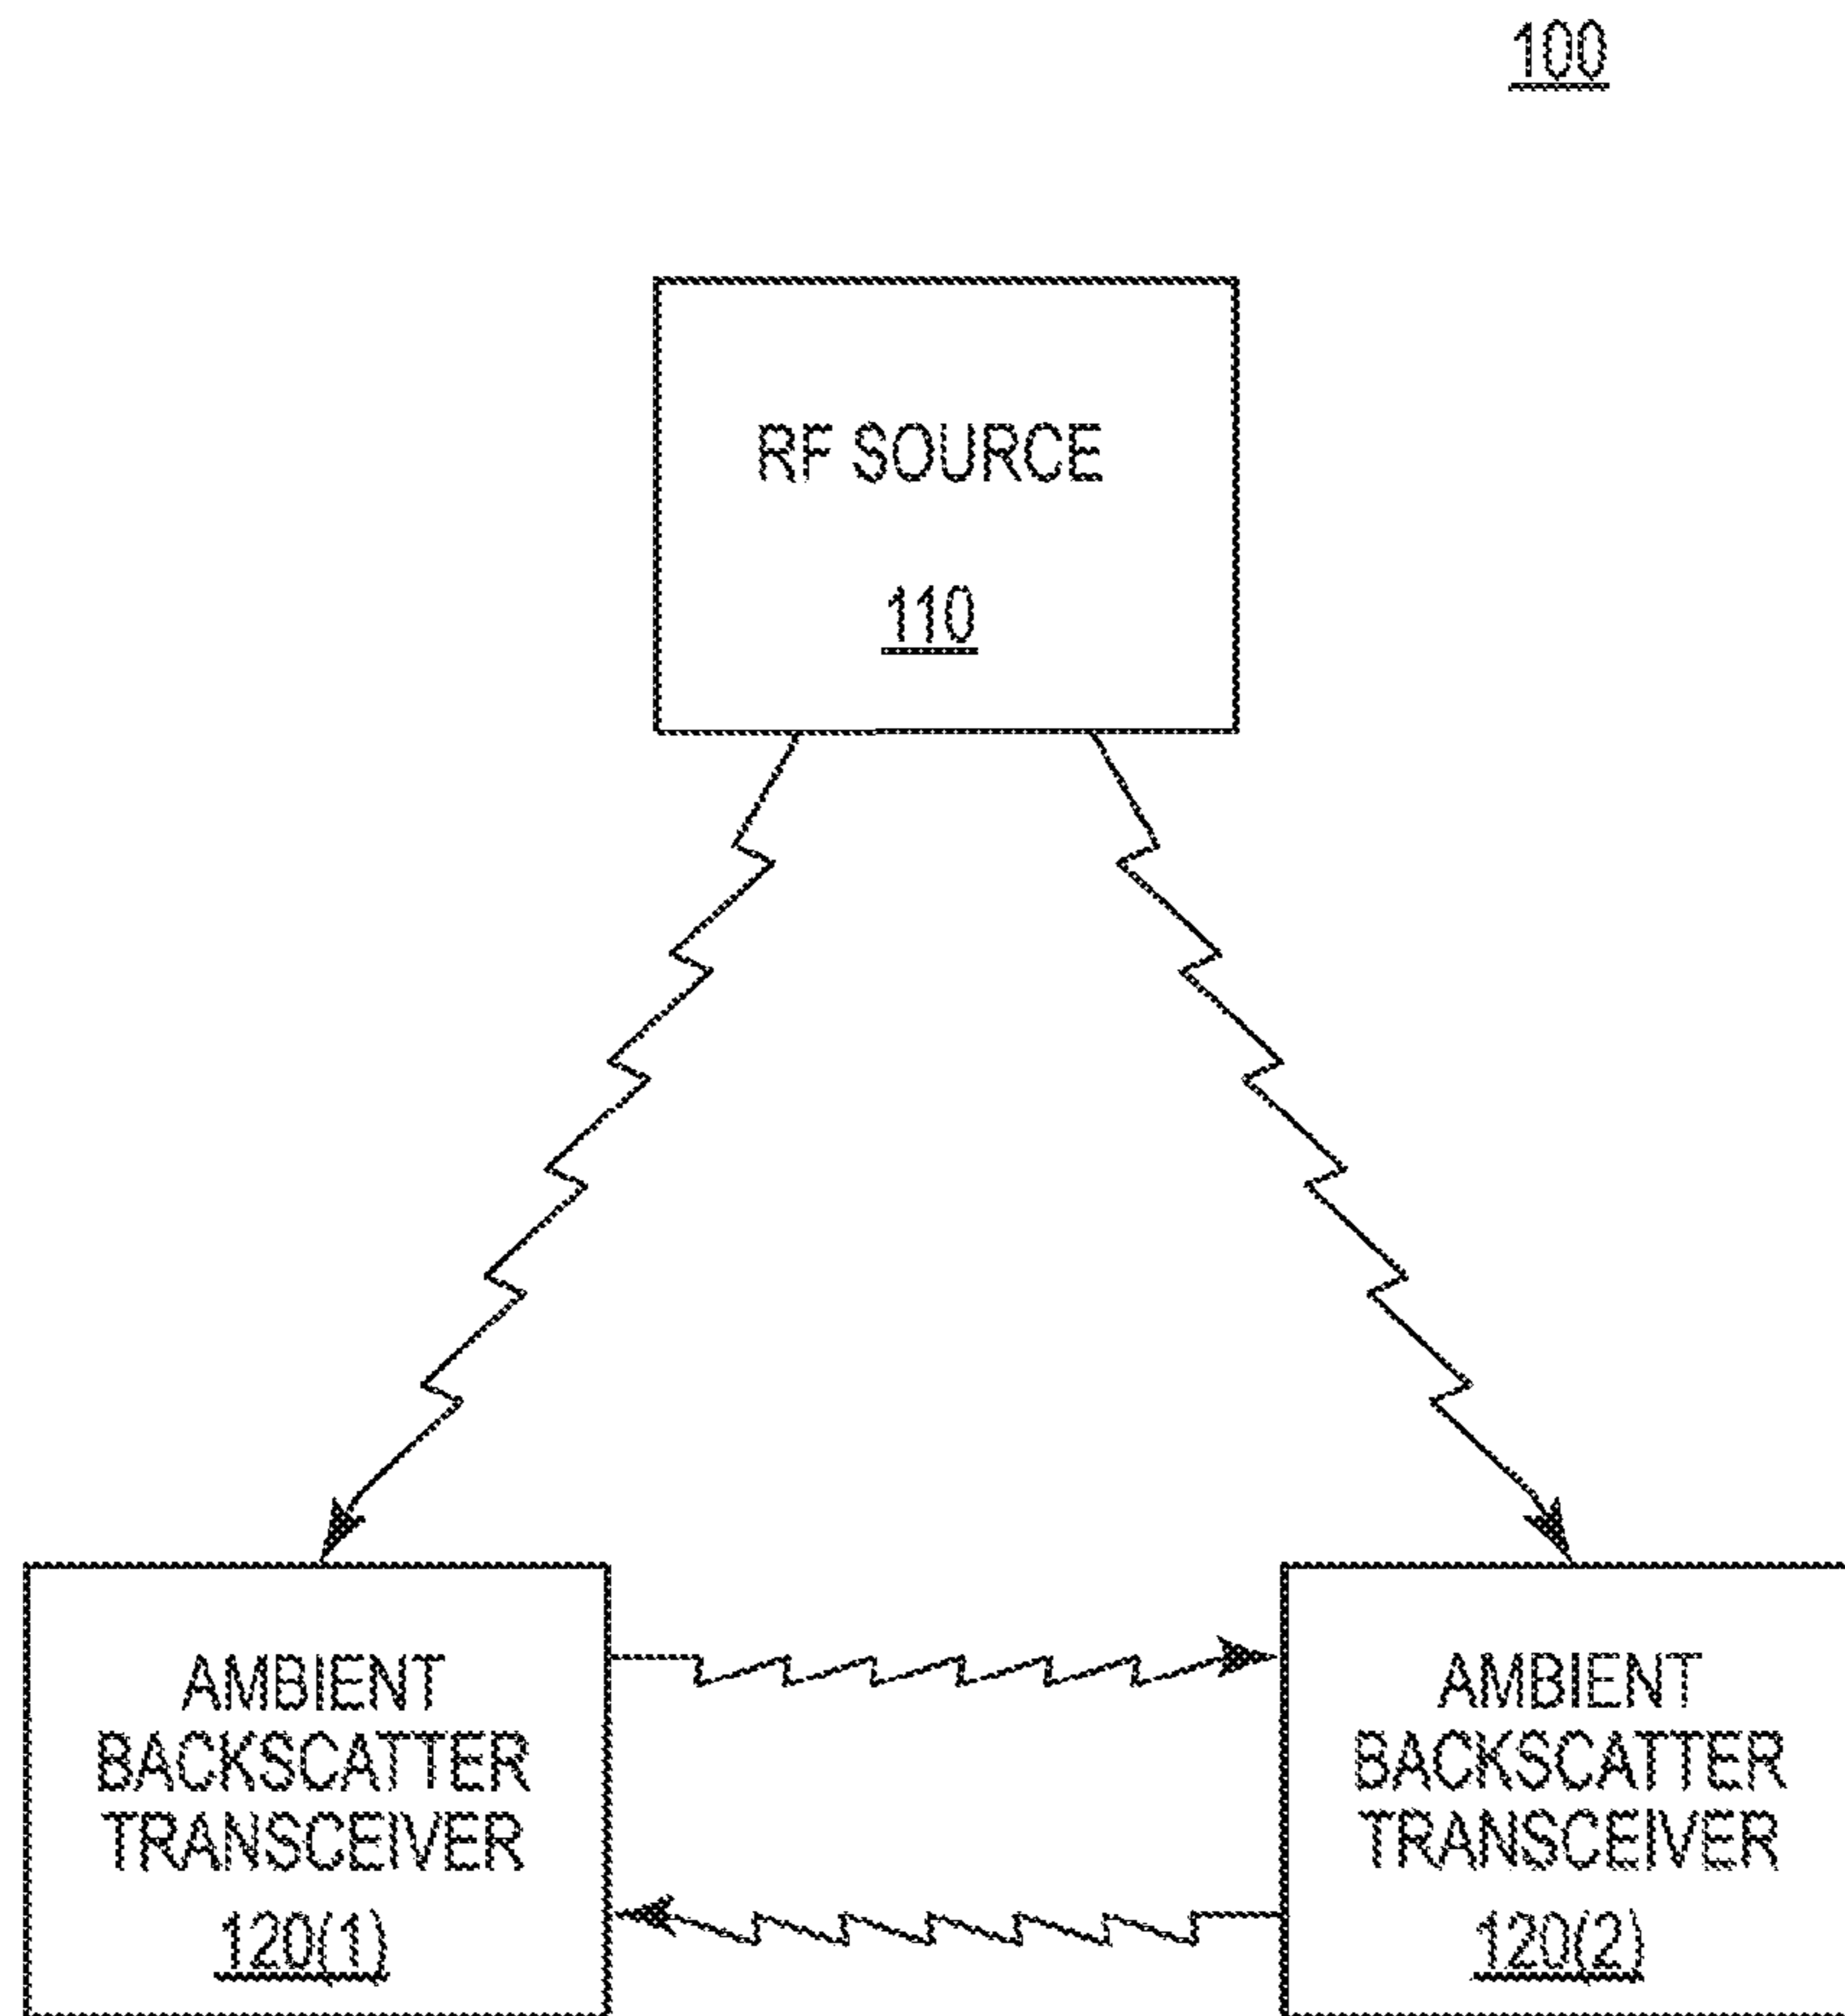 100
RF SOURCE
110
AMBIENT
BACKSCATTER
TRANSCEIVER
120(1)
AMBIENT
BACKSCATTER
TRANSCEIVER
120(2)